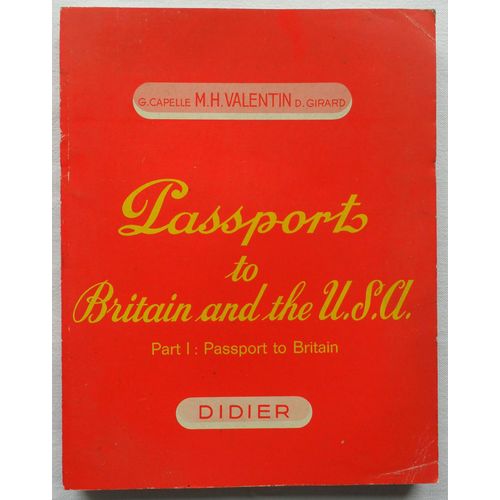 G. CAPELLE M.H. VALENTIN D. GIRARD
Passport
to
Britain and the U.S.A.
Part I : Passport to Britain
DIDIER